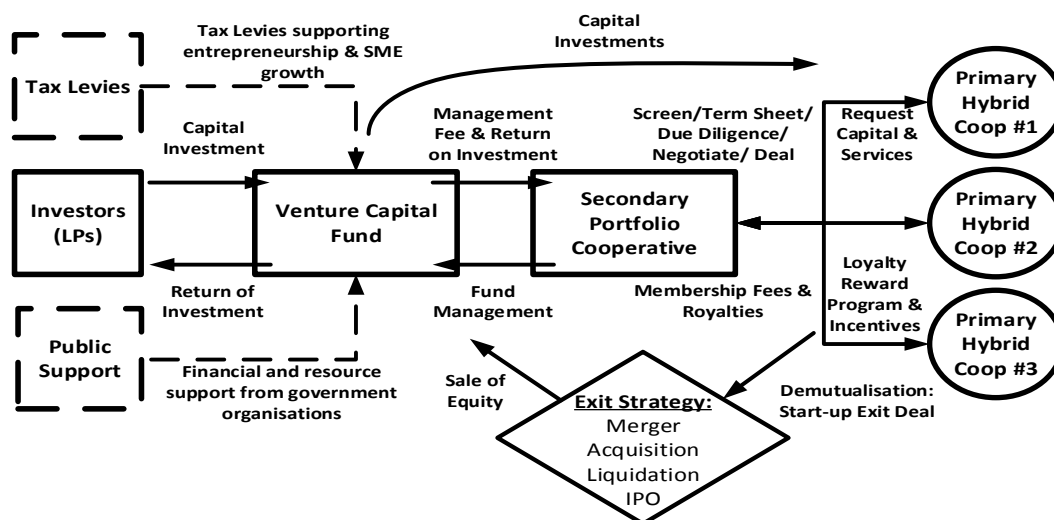 Tax Levies
Tax Levies supporting
entrepreneurship & SME
growth
Capital
Investments
Primary
Hybrid
Coop #1
Capital
Investment
Management
Fee & Return
on Investment
Screen/Term Sheet/
Due Diligence/
Negotiate/ Deal
Request
Capital &
Services
Investors
(LPs)
Venture Capital
Fund
Secondary
Portfolio
Cooperative
Primary
Hybrid
Coop #2
Return of
Investment
Fund
Management
Membership Fees &
Royalties
Loyalty
Reward
Program &
Incentives
Primary
Hybrid
Coop #3
Public
Support
Financial and resource
support from government
organisations
Sale of
Equity
Exit Strategy:
Merger
Acquisition
Liquidation
IPO
Demutualisation:
Start-up Exit Deal